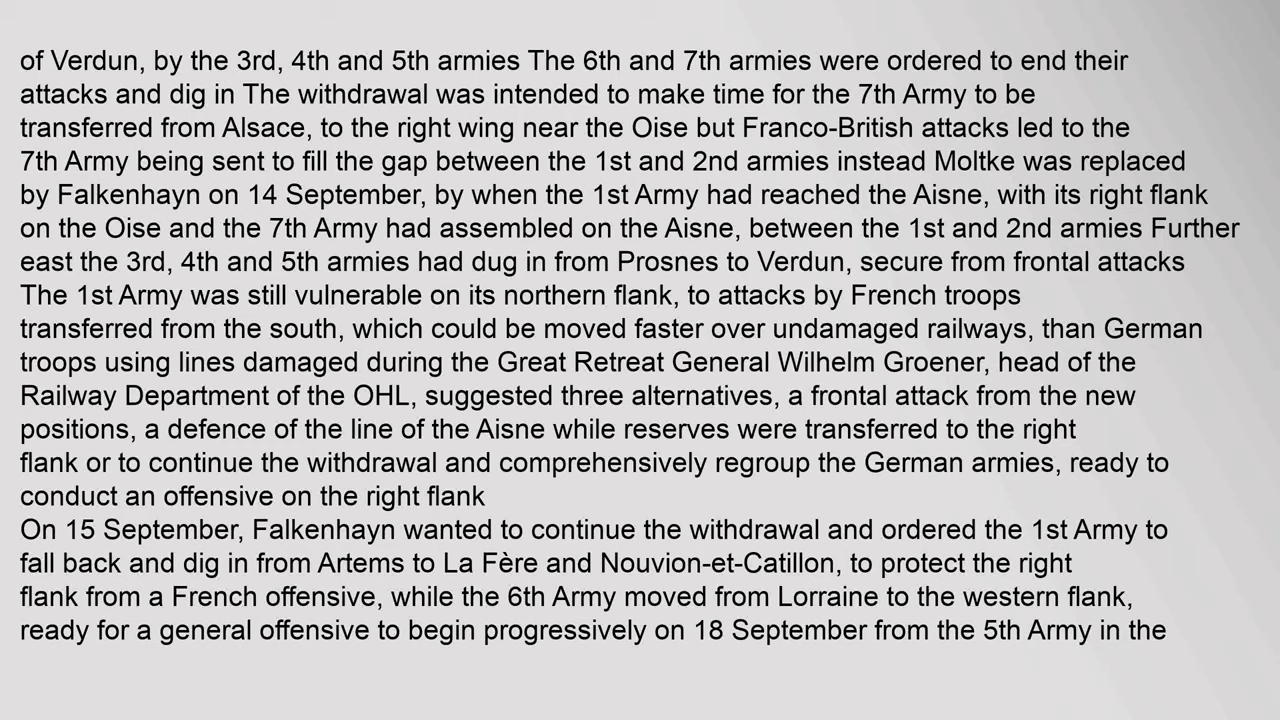 of Verdun, by the 3rd, 4th and 5th armies The 6th and 7th armies were ordered to end their
attacks and dig in The withdrawal was intended to make time for the 7th Army to be
transferred from Alsace, to the right wing near the Oise but Franco-British attacks led to the
7th Army being sent to fill the gap between the 1st and 2nd armies instead Moltke was replaced
by Falkenhayn on 14 September, by when the 1st Army had reached the Aisne, with its right flank
on the Oise and the 7th Army had assembled on the Aisne, between the 1st and 2nd armies Further
east the 3rd, 4th and 5th armies had dug in from Prosnes to Verdun, secure from frontal attacks
The 1st Army was still vulnerable on its northern flank, to attacks by French troops
transferred from the south, which could be moved faster over undamaged railways, than German
troops using lines damaged during the Great Retreat General Wilhelm Groener, head of the
Railway Department of the OHL, suggested three alternatives, a frontal attack from the new
positions, a defence of the line of the Aisne while reserves were transferred to the right
flank or to continue the withdrawal and comprehensively regroup the German armies, ready to
conduct an offensive on the right flank
On 15 September, Falkenhayn wanted to continue the withdrawal and ordered the 1st Army to
fall back and dig in from Artems to La Fère and Nouvion-et-Catillon, to protect the right
flank from a French offensive, while the 6th Army moved from Lorraine to the western flank,
ready for a general offensive to begin progressively on 18 September from the 5th Army in the